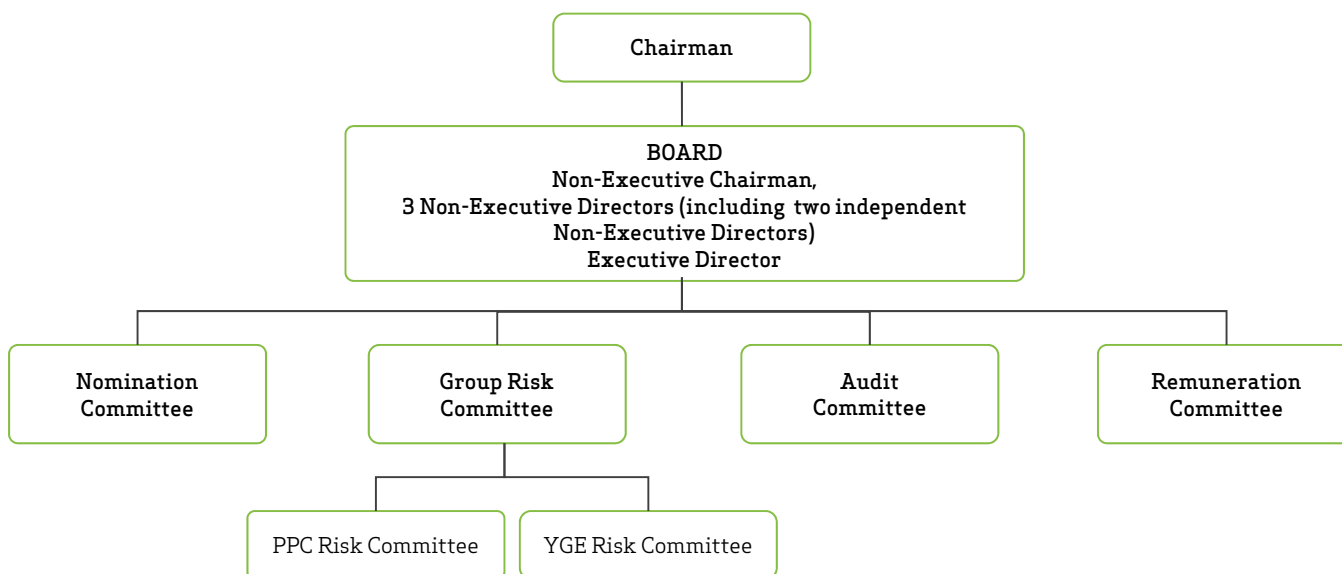 Chairman
BOARD
Non-Executive Chairman,
3 Non-Executive Directors (including two independent
Non-Executive Directors)
Executive Director
Nomination
Committee
Group Risk
Committee
Audit
Committee
Remuneration
Committee
PPC Risk Committee
YGE Risk Committee